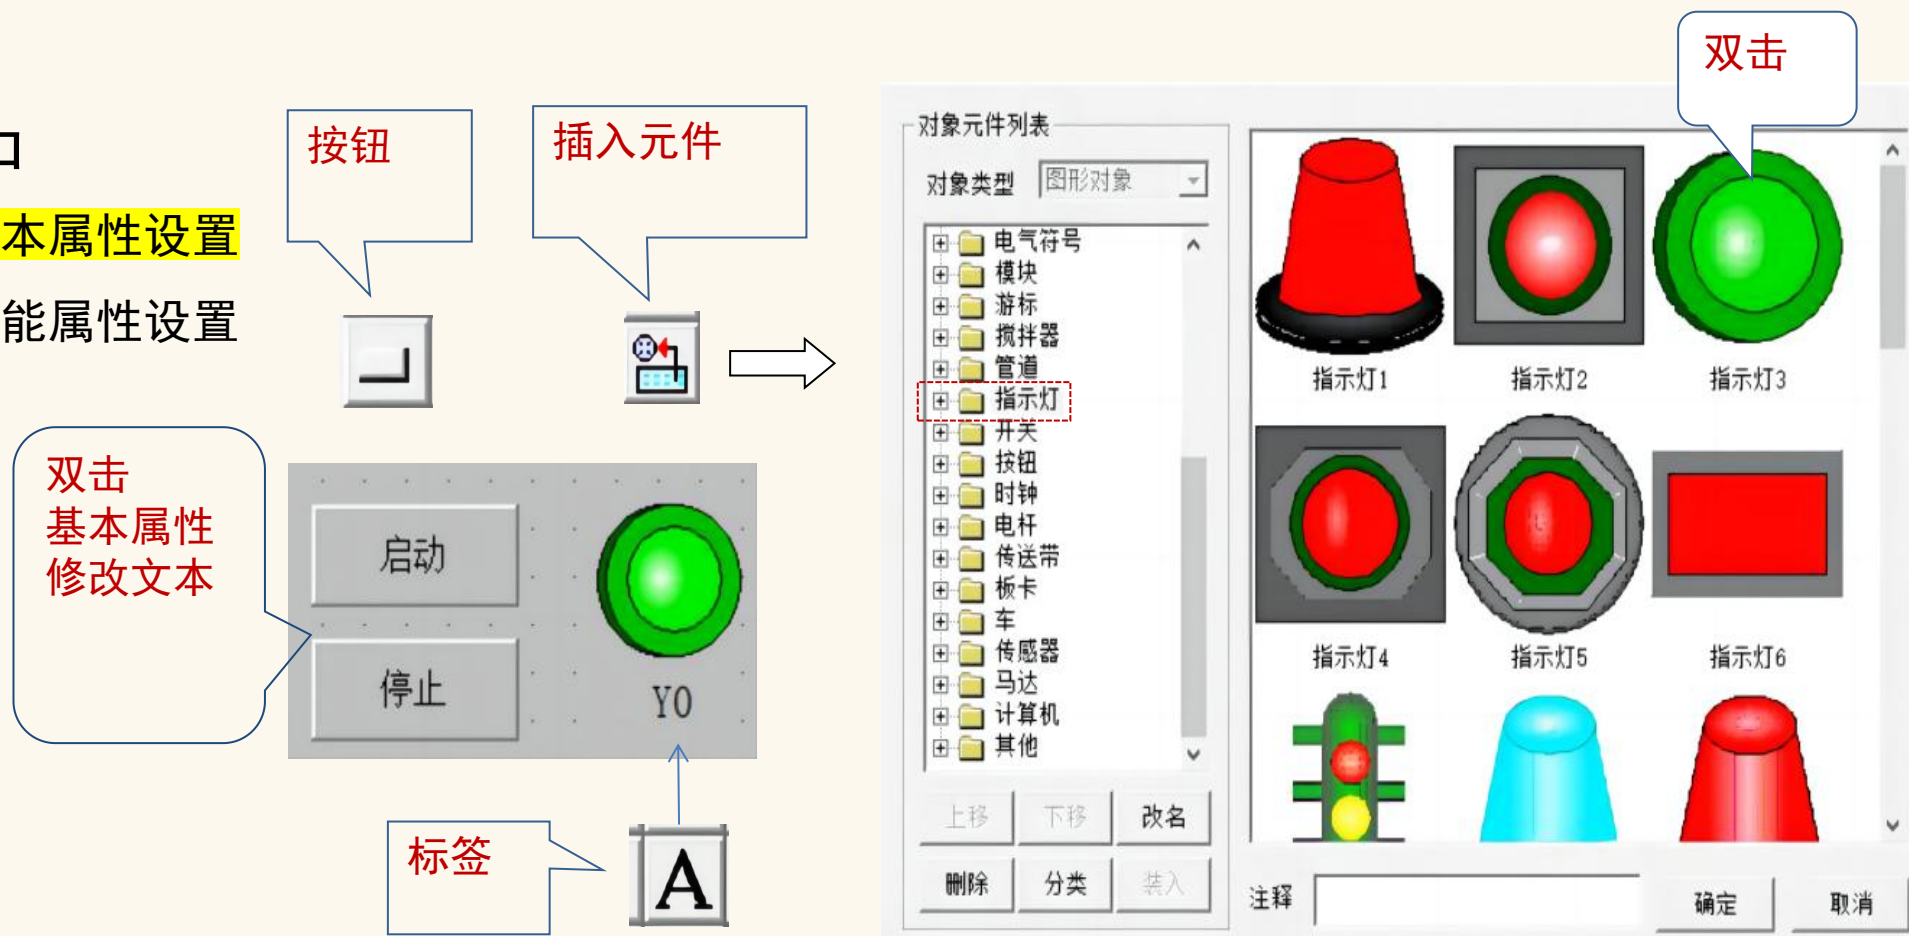 口
本属性设置
能属性设置
按钮
插入元件
双击
双击
基本属性
修改文本
启动
停止
Y0
标签
A
对象元件列表
对象类型 图形对象
电气符号
模块
游标
搅拌器
管道
指示灯
开关
按钮
时钟
电杆
传送带
板卡
车
传感器
马达
计算机
其他
上移 下移 改名
删除 分类 装入
指示灯1 指示灯2 指示灯3
指示灯4 指示灯5 指示灯6
注释 确定 取消